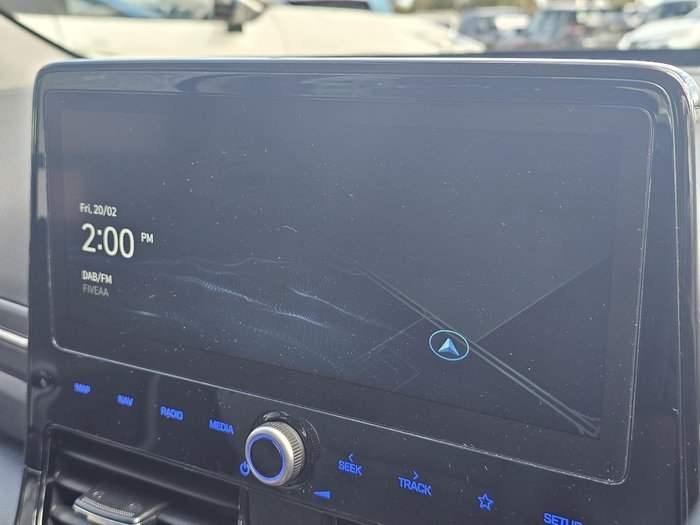 Fri, 20/02
2:00 PM
DAB/FM
FIVEAA
MAP
NAV
RADIO
MEDIA
SEEK
TRACK
SETUP